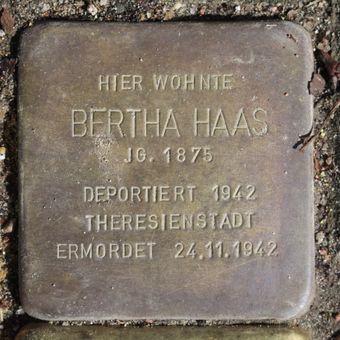 HIER WOHNTE
BERTHA HAAS
JG. 1875
DEPORTIERT 1942
THERESIENSTADT
ERMORDET 24.11.1942